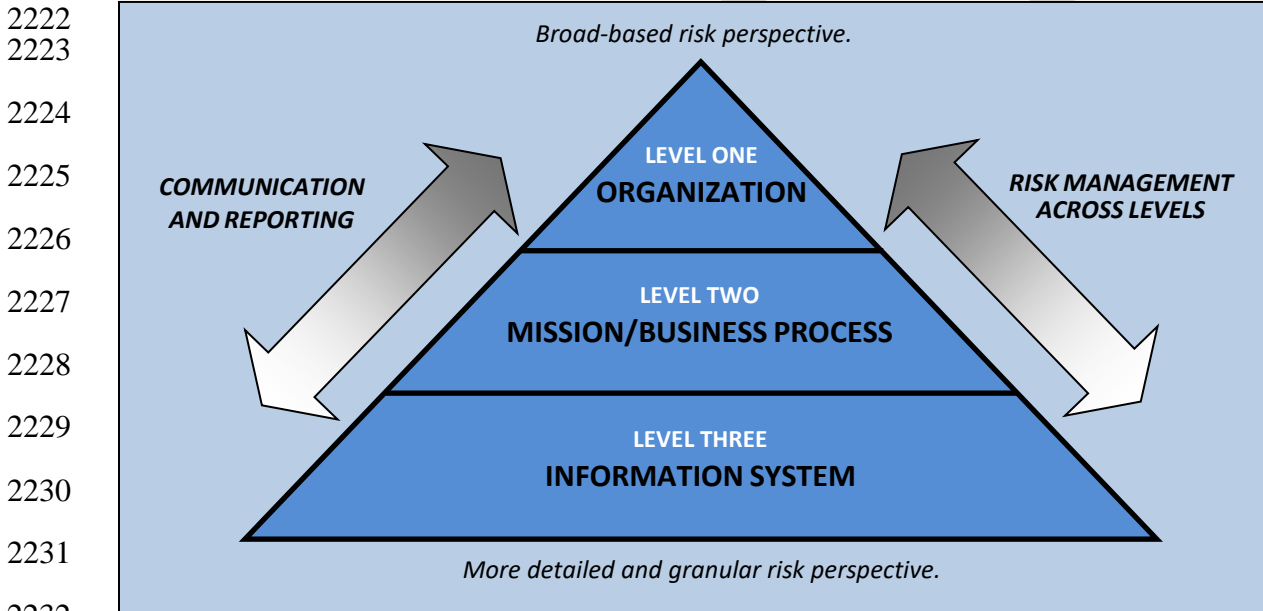 2222
Broad-based risk perspective.
2223
2224
LEVEL ONE
2225
COMMUNICATION
AND REPORTING
ORGANIZATION
RISK MANAGEMENT
ACROSS LEVELS
2226
2227
LEVEL TWO
MISSION/BUSINESS PROCESS
2228
2229
LEVEL THREE
INFORMATION SYSTEM
2230
2231
More detailed and granular risk perspective.